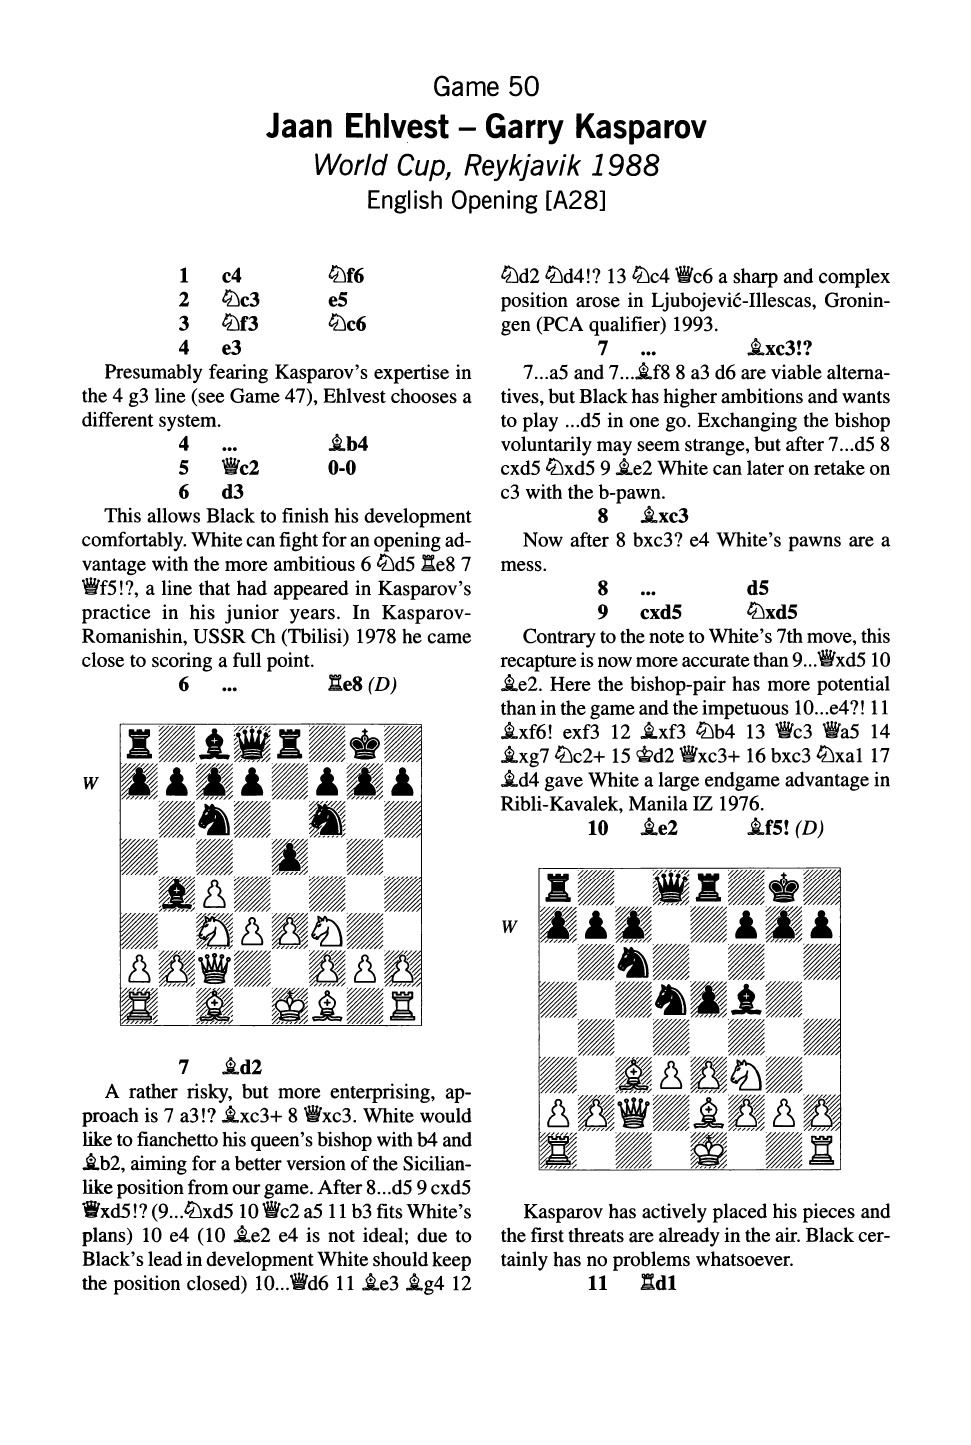 Game 50
Jaan Ehlvest – Garry Kasparov
World Cup, Reykjavik 1988
English Opening [A28]
1 c4 ♘f6
2 ♘c3 e5
3 ♘f3 ♘c6
4 e3
Presumably fearing Kasparov's expertise in
the 4 g3 line (see Game 47), Ehlvest chooses a
different system.
4 ... ♗b4
5 ♕c2 0-0
6 d3
This allows Black to finish his development
comfortably. White can fight for an opening ad-
vantage with the more ambitious 6 ♘d5 ♖e8 7
♕f5!?, a line that had appeared in Kasparov's
practice in his junior years. In Kasparov-
Romanishin, USSR Ch (Tbilisi) 1978 he came
close to scoring a full point.
6 ... ♖e8 (D)
W
7 ♗d2
A rather risky, but more enterprising, ap-
proach is 7 a3!? ♗xc3+ 8 ♕xc3. White would
like to fianchetto his queen's bishop with b4 and
♗b2, aiming for a better version of the Sicilian-
like position from our game. After 8...d5 9 cxd5
♕xd5!? (9...♘xd5 10 ♕c2 a5 11 b3 fits White's
plans) 10 e4 (10 ♗e2 e4 is not ideal; due to
Black's lead in development White should keep
the position closed) 10...♕d6 11 ♗e3 ♗g4 12
♘d2 ♘d4!? 13 ♘c4 ♕c6 a sharp and complex
position arose in Ljubojević-Illescas, Gronin-
gen (PCA qualifier) 1993.
7 ... ♗xc3!?
7...a5 and 7...♗f8 8 a3 d6 are viable alterna-
tives, but Black has higher ambitions and wants
to play ...d5 in one go. Exchanging the bishop
voluntarily may seem strange, but after 7...d5 8
cxd5 ♘xd5 9 ♗e2 White can later on retake on
c3 with the b-pawn.
8 ♗xc3
Now after 8 bxc3? e4 White's pawns are a
mess.
8 ... d5
9 cxd5 ♘xd5
Contrary to the note to White's 7th move, this
recapture is now more accurate than 9...♕xd5 10
♗e2. Here the bishop-pair has more potential
than in the game and the impetuous 10...e4?! 11
♗xf6! exf3 12 ♗xf3 ♘b4 13 ♕c3 ♕a5 14
♗xg7 ♘c2+ 15 ♔d2 ♕xc3+ 16 bxc3 ♘xa1 17
♗d4 gave White a large endgame advantage in
Ribli-Kavalek, Manila IZ 1976.
10 ♗e2 ♗f5! (D)
W
Kasparov has actively placed his pieces and
the first threats are already in the air. Black cer-
tainly has no problems whatsoever.
11 ♖d1